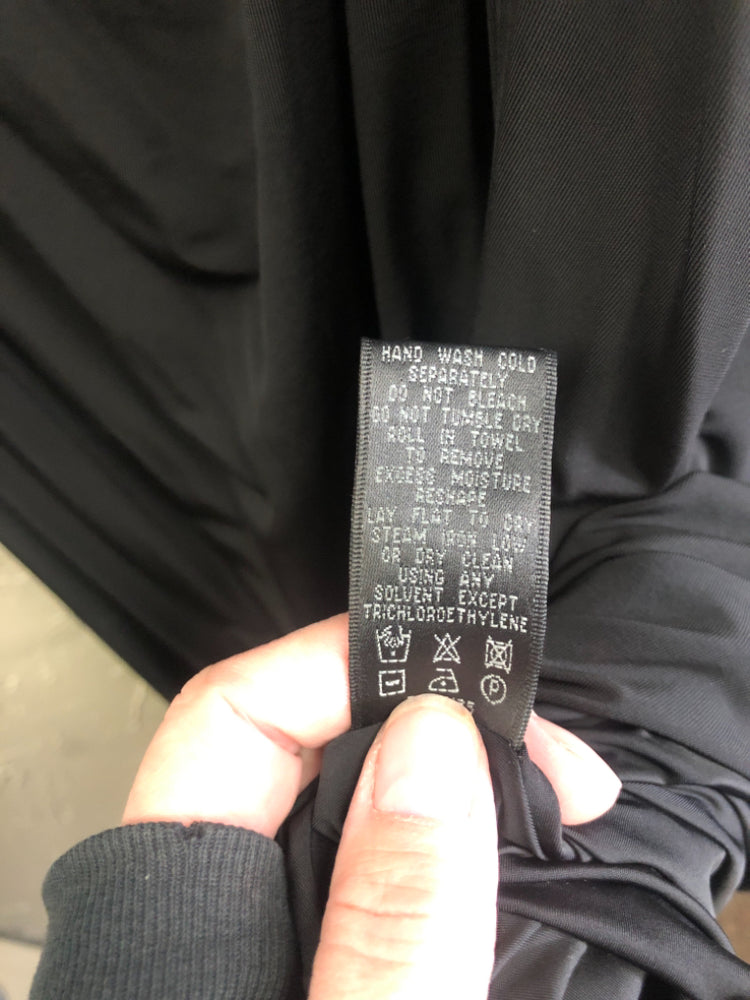 HAND WASH COLD
SEPARATELY
DO NOT BLEACH
DO NOT TUMBLE DRY
ROLL IN TOWEL
TO REMOVE
EXCESS MOISTURE
RESHAPE
LAY FLAT TO DRY
STEAM IRON LOW
OR DRY CLEAN
USING ANY
SOLVENT EXCEPT
TRICHLOROETHYLENE
P